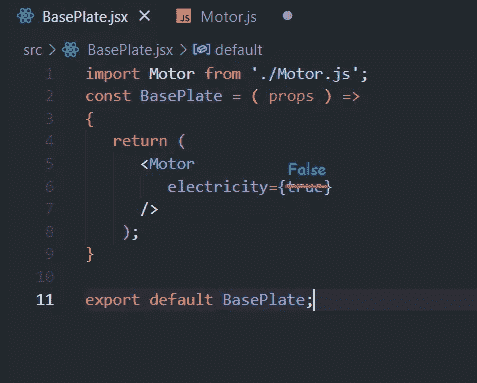 BasePlate.jsx X JS Motor.js
src > BasePlate.jsx > default
1 import Motor from './Motor.js';
2 const BasePlate = ( props ) =>
3 {
4 return (
5 <Motor
False
6 electricity={true}
7 />
8 );
9 }
10
11 export default BasePlate;